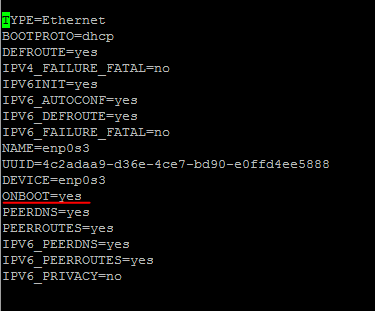 TYPE=Ethernet
BOOTPROTO=dhcp
DEFROUTE=yes
IPV4_FAILURE_FATAL=no
IPV6INIT=yes
IPV6_AUTOCONF=yes
IPV6_DEFROUTE=yes
IPV6_FAILURE_FATAL=no
NAME=enp0s3
UUID=4c2adaa9-d36e-4ce7-bd90-e0ffd4ee5888
DEVICE=enp0s3
ONBOOT=yes
PEERDNS=yes
PEERROUTES=yes
IPV6_PEERDNS=yes
IPV6_PEERROUTES=yes
IPV6_PRIVACY=no